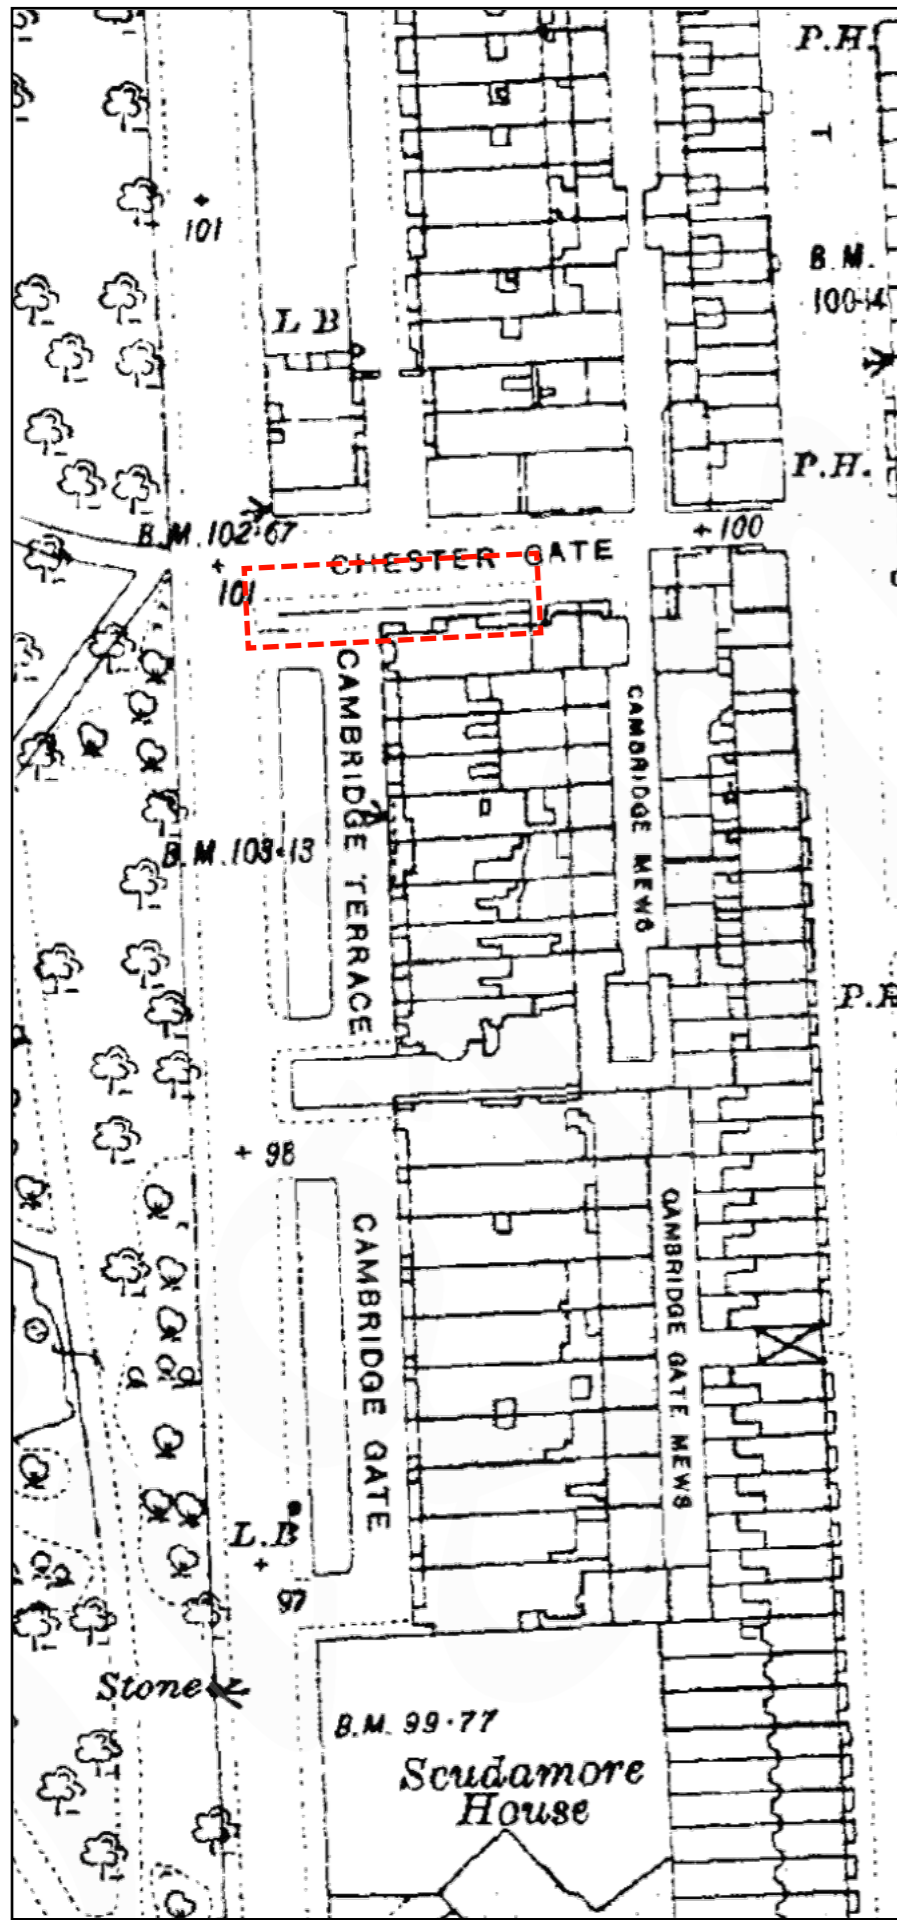 P.H.
T
+
101
B.M.
100·14
L B
P.H.
B.M. 102·67
+ 100
CHESTER GATE
+
101
CAMBRIDGE TERRACE
CAMBRIDGE MEWS
B.M. 103·13
P.H
+ 98
CAMBRIDGE GATE
CAMBRIDGE GATE MEWS
L.B
+
97
Stone
B.M. 99·77
Scudamore
House